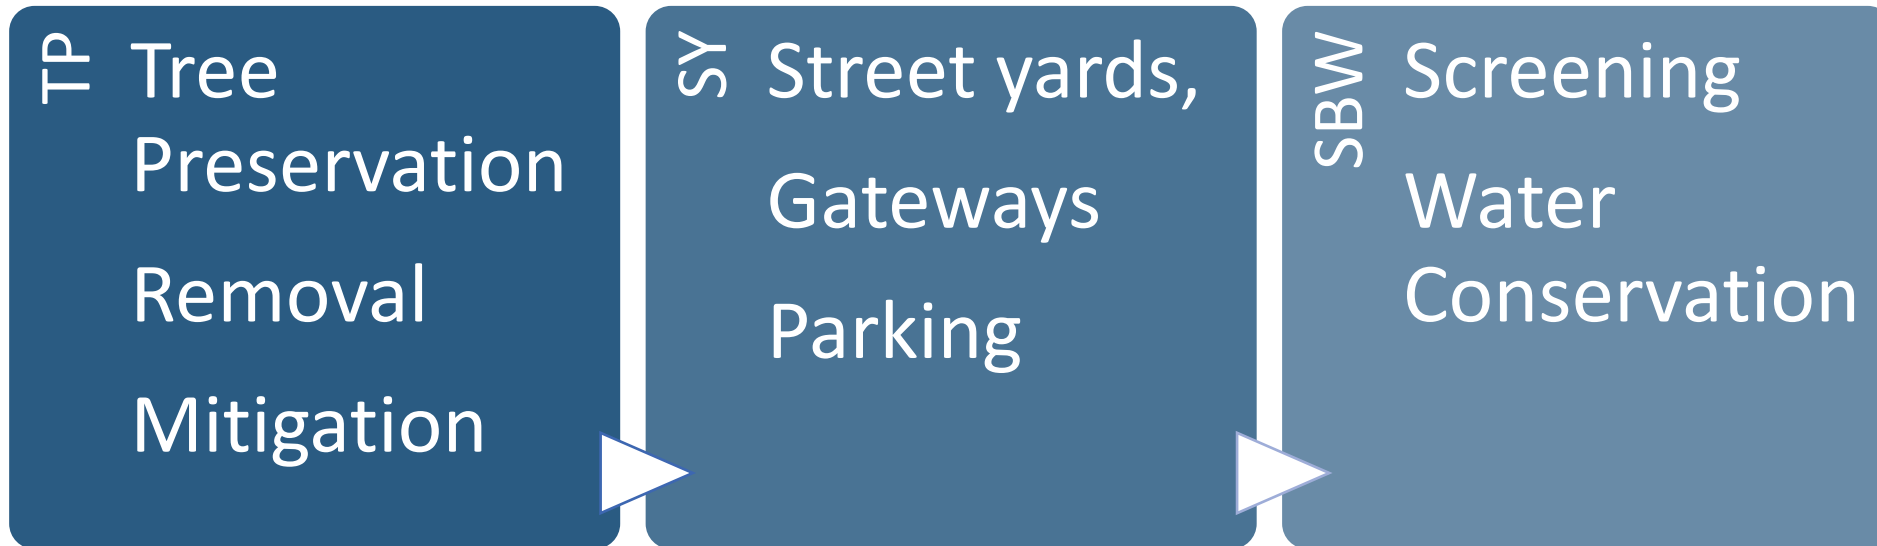 TP
Tree
Preservation
Removal
Mitigation
SY
Street yards,
Gateways
Parking
SBW
Screening
Water
Conservation